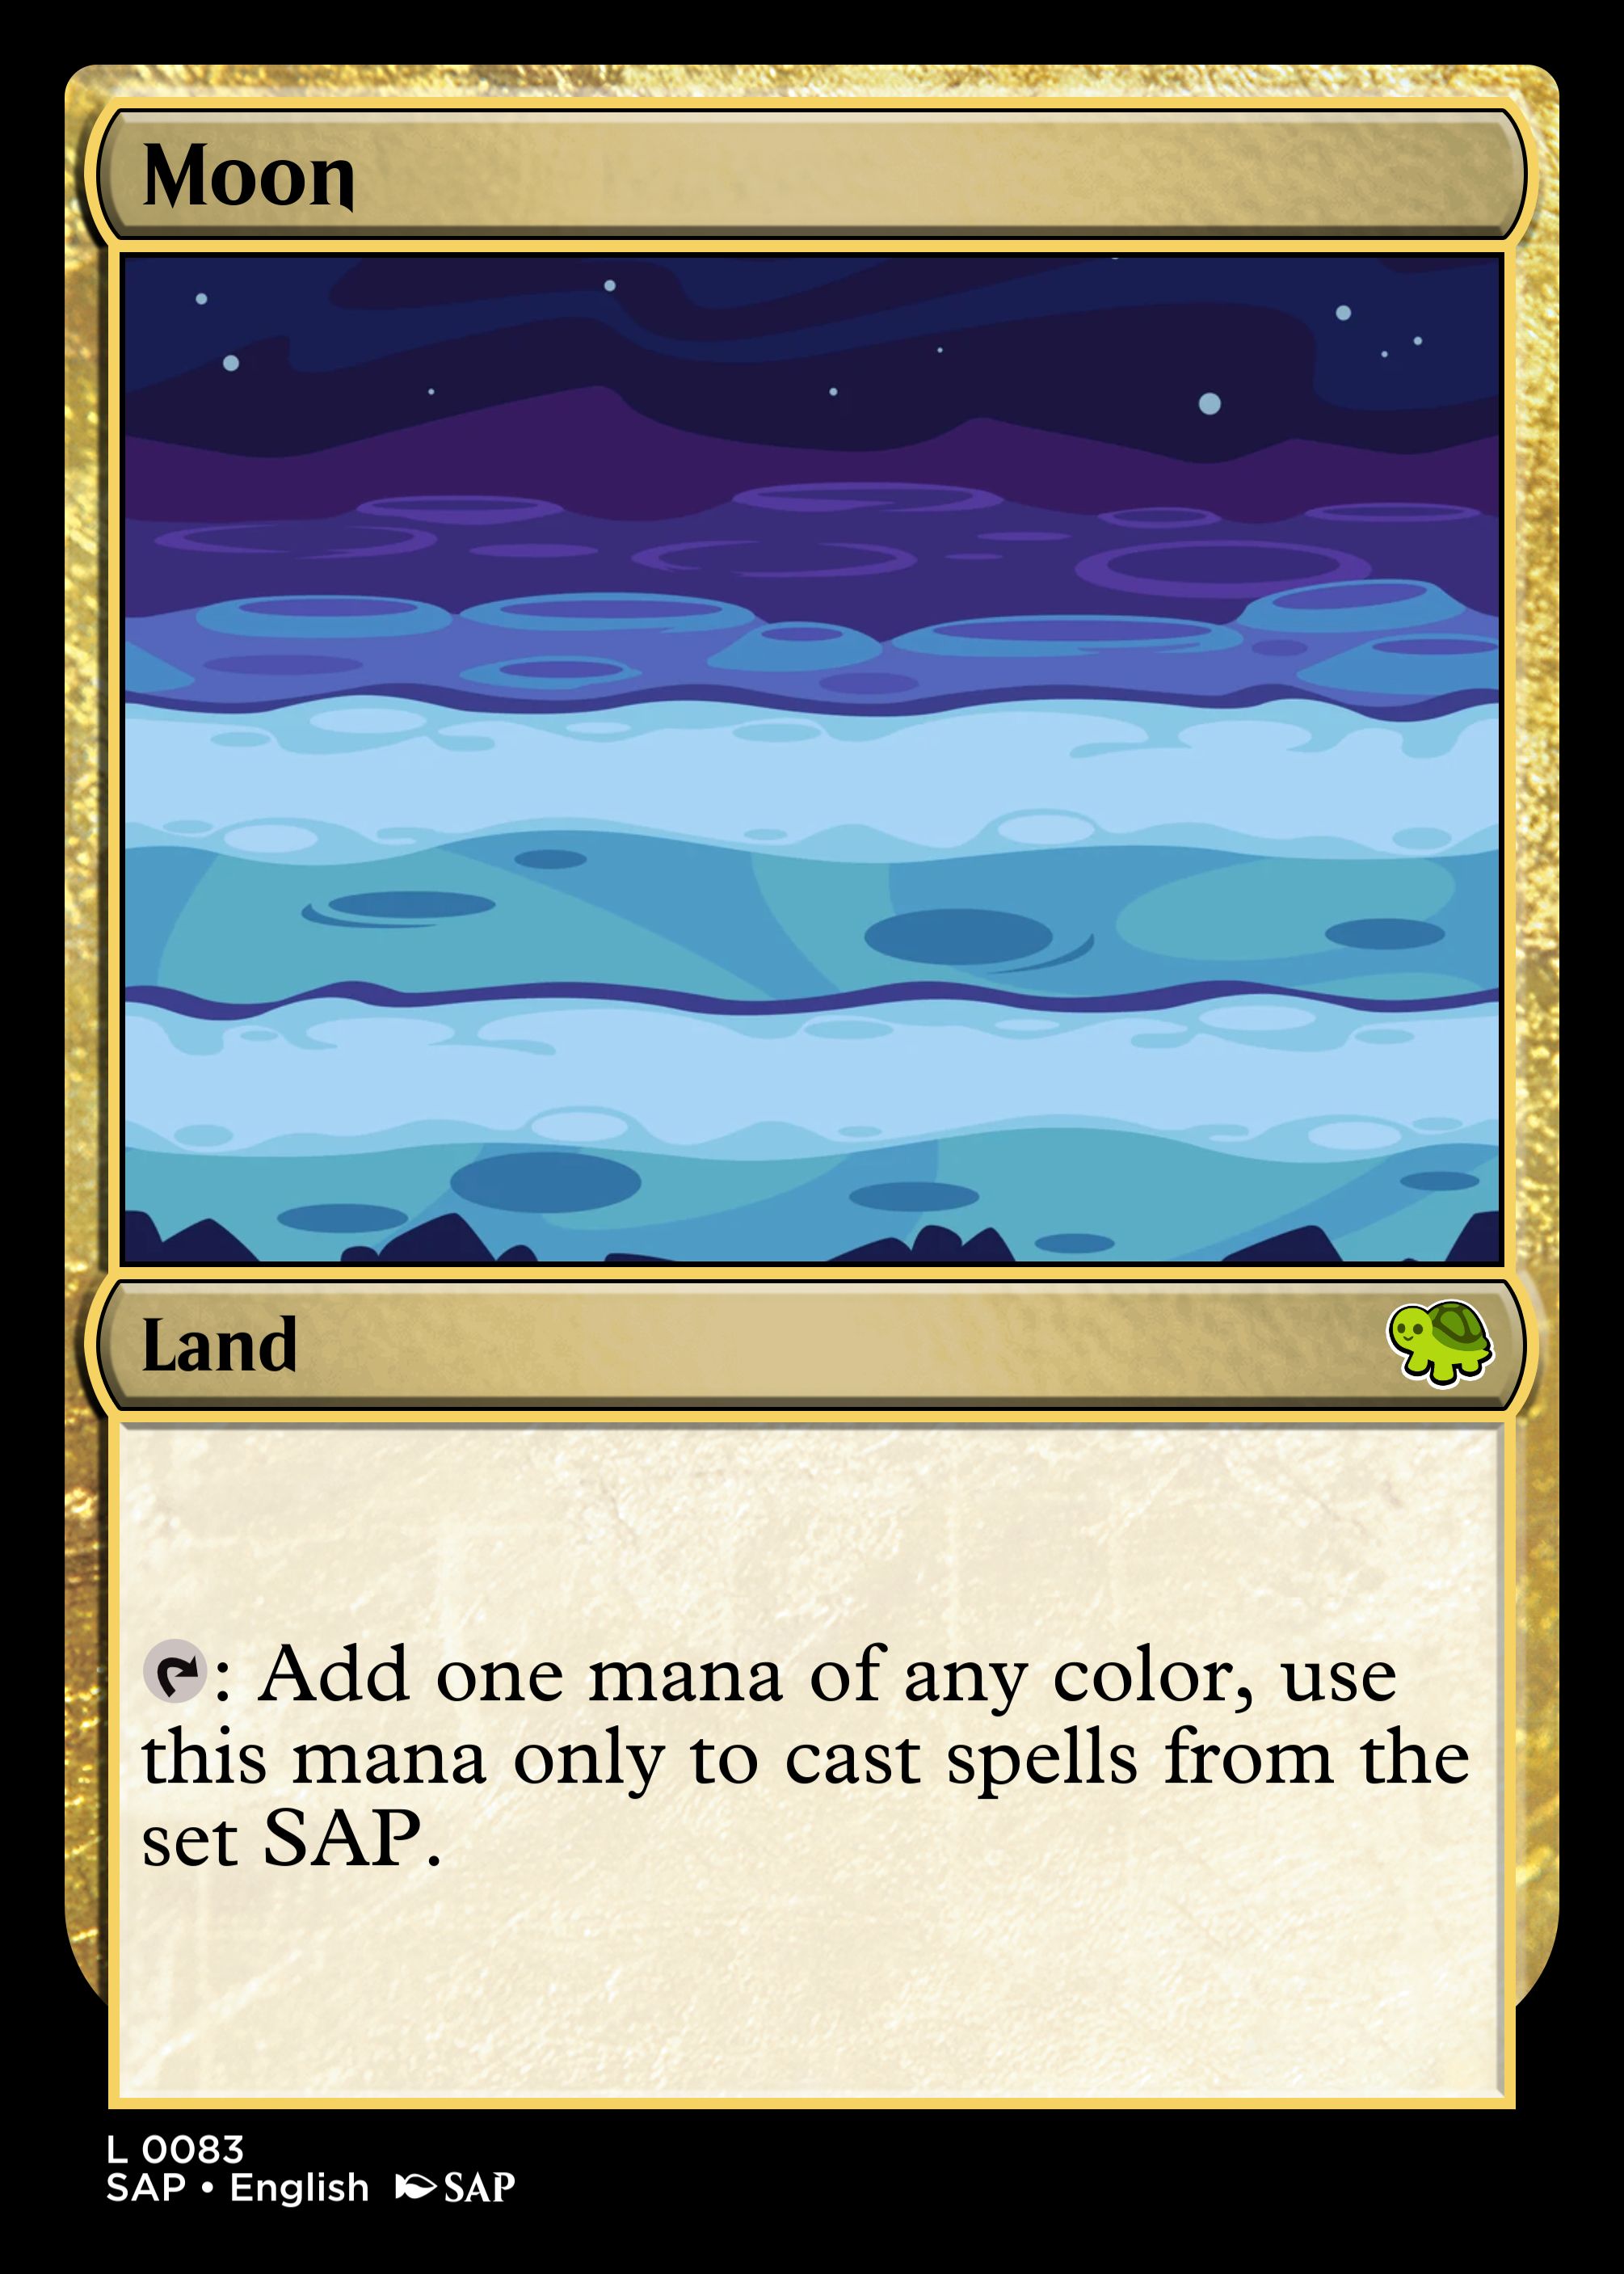 Moon
Land
: Add one mana of any color, use
this mana only to cast spells from the
set SAP.
L 0083
SAP • English SAP